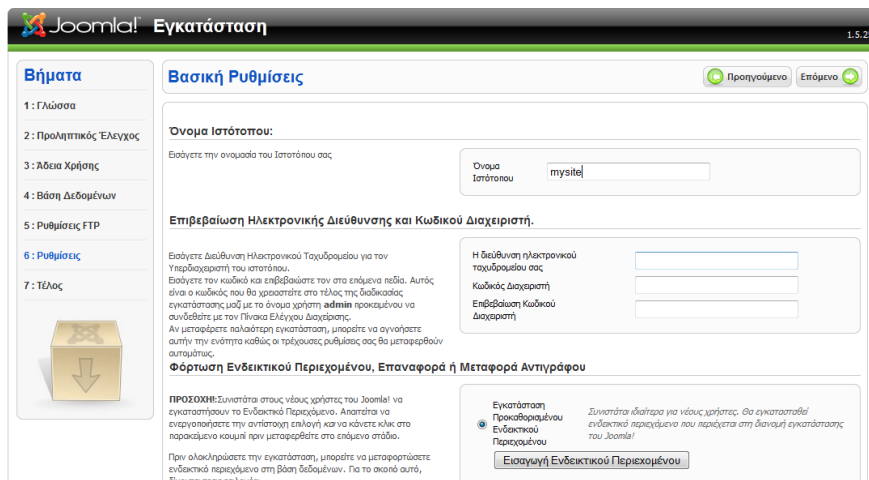 Joomla! Εγκατάσταση
1.5.2
Βήματα
1 : Γλώσσα
2 : Προληπτικός Έλεγχος
3 : Άδεια Χρήσης
4 : Βάση Δεδομένων
5 : Ρυθμίσεις FTP
6 : Ρυθμίσεις
7 : Τέλος
Βασική Ρυθμίσεις
Προηγούμενο
Επόμενο
Όνομα Ιστότοπου:
Εισάγετε την ονομασία του Ιστοτόπου σας
Όνομα
Ιστότοπου
mysite
Επιβεβαίωση Ηλεκτρονικής Διεύθυνσης και Κωδικού Διαχειριστή.
Εισάγετε Διεύθυνση Ηλεκτρονικού Ταχυδρομείου για τον
Υπερδιαχειριστή του ιστοτόπου.
Εισάγετε τον κωδικό και επιβεβαιώστε τον στα επόμενα πεδία. Αυτός
είναι ο κωδικός που θα χρειαστείτε στο τέλος της διαδικασίας
εγκατάστασης μαζί με το όνομα χρήστη admin προκειμένου να
συνδεθείτε με τον Πίνακα Ελέγχου Διαχείρισης.
Αν μεταφέρετε παλαιότερη εγκατάσταση, μπορείτε να αγνοήσετε
αυτήν την ενότητα καθώς οι τρέχουσες ρυθμίσεις σας θα μεταφερθούν
αυτομάτως.
Η διεύθυνση ηλεκτρονικού
ταχυδρομείου σας
Κωδικός Διαχειριστή
Επιβεβαίωση Κωδικού
Διαχειριστή
Φόρτωση Ενδεικτικού Περιεχομένου, Επαναφορά ή Μεταφορά Αντιγράφου
ΠΡΟΣΟΧΗ!:Συνιστάται στους νέους χρήστες του Joomla! να
εγκαταστήσουν το Ενδεικτικό Περιεχόμενο. Απαιτείται να
ενεργοποιήσετε την αντίστοιχη επιλογή και να κάνετε κλικ στο
παρακείμενο κουμπί πριν μεταφερθείτε στο επόμενο στάδιο.
Πριν ολοκληρώσετε την εγκατάσταση, μπορείτε να μεταφορτώσετε
ενδεικτικό περιεχόμενο στη βάση δεδομένων. Για το σκοπό αυτό,
Εγκατάσταση
Προκαθορισμένου
Ενδεικτικού
Περιεχομένου
Συνιστάται ιδιαίτερα για νέους χρήστες. Θα εγκατασταθεί
ενδεικτικό περιεχόμενο που περιέχεται στη διανομή εγκατάστασης
του Joomla!
Εισαγωγή Ενδεικτικού Περιεχομένου